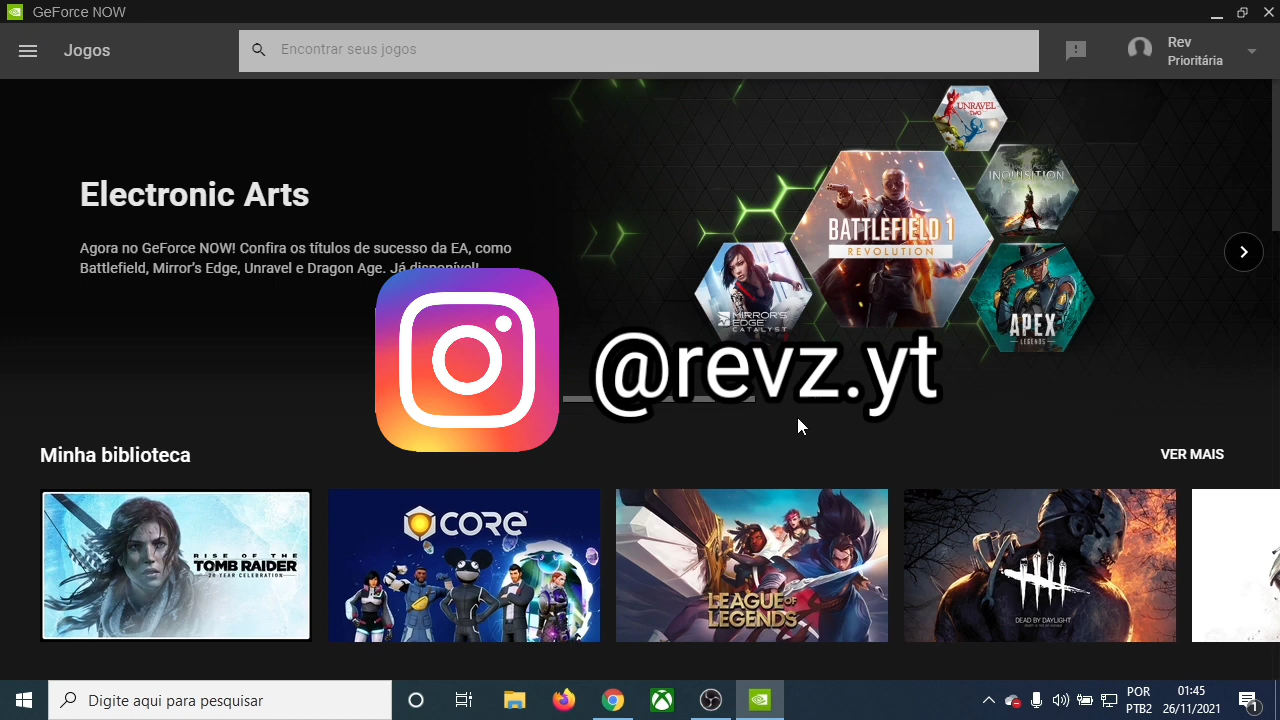 GeForce NOW
Jogos
Encontrar seus jogos
Rev
Prioritária
Electronic Arts
Agora no GeForce NOW! Confira os títulos de sucesso da EA, como
Battlefield, Mirror's Edge, Unravel e Dragon Age. Já disponível!
UNRAVEL
TWO
INQUISITION
BATTLEFIELD 1
REVOLUTION
MIRROR'S
EDGE
CATALYST
APEX
LEGENDS
@revz.yt
Minha biblioteca
VER MAIS
RISE OF THE
TOMB RAIDER
20 YEAR CELEBRATION
CORE
LEAGUE OF
LEGENDS
DEAD BY DAYLIGHT
Digite aqui para pesquisar
POR
PTB2
01:45
26/11/2021
1